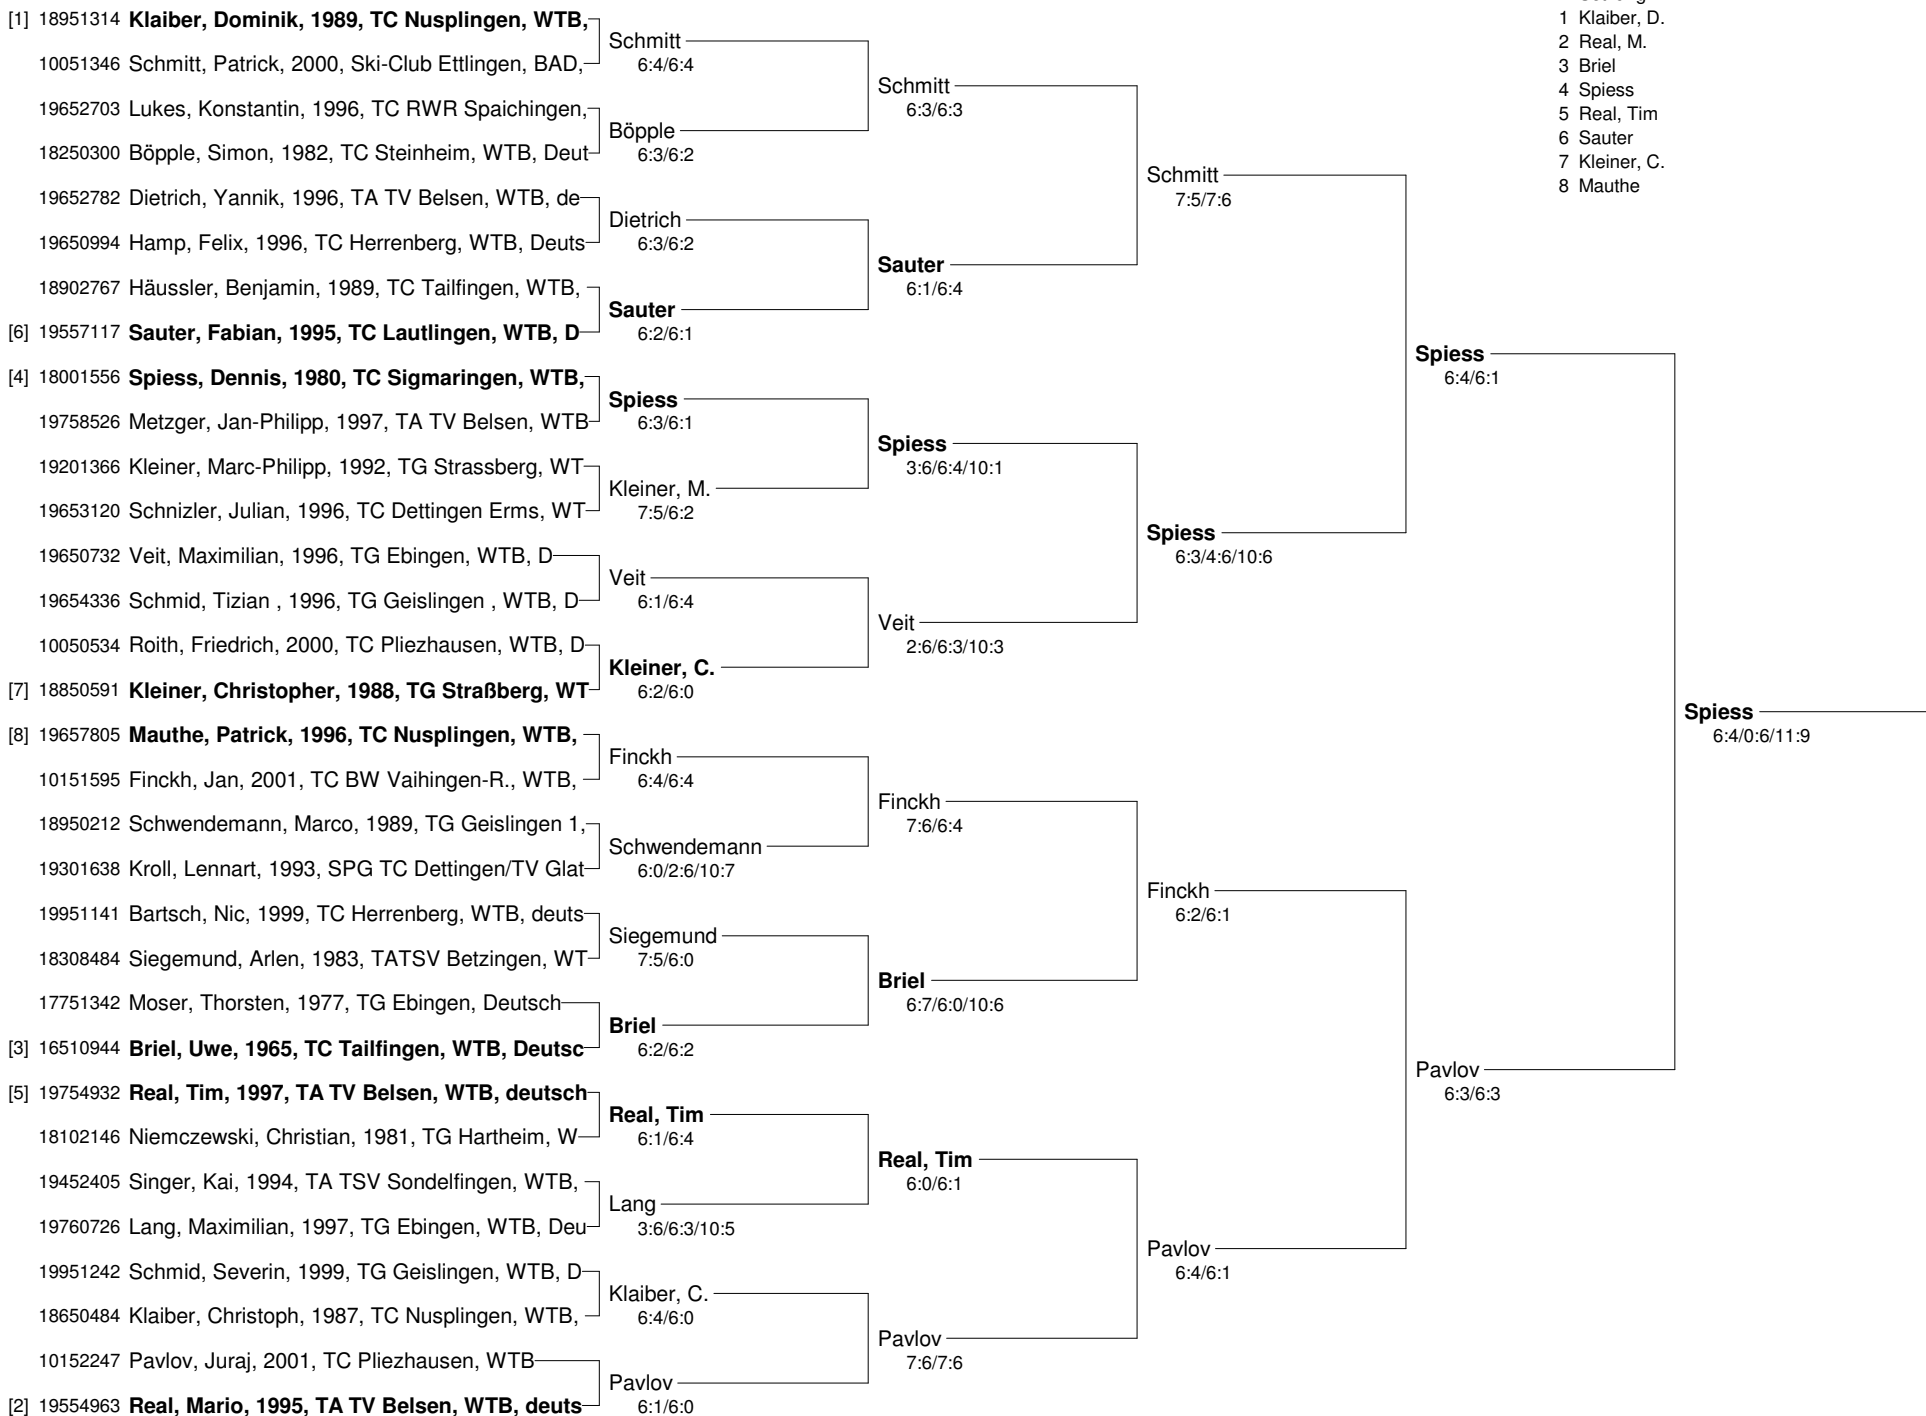 [1] 18951314 Klaiber, Dominik, 1989, TC Nusplingen, WTB,
10051346 Schmitt, Patrick, 2000, Ski-Club Ettlingen, BAD,
19652703 Lukes, Konstantin, 1996, TC RWR Spaichingen,
18250300 Böpple, Simon, 1982, TC Steinheim, WTB, Deut
19652782 Dietrich, Yannik, 1996, TA TV Belsen, WTB, de
19650994 Hamp, Felix, 1996, TC Herrenberg, WTB, Deuts
18902767 Häussler, Benjamin, 1989, TC Tailfingen, WTB,
[6] 19557117 Sauter, Fabian, 1995, TC Lautlingen, WTB, D
[4] 18001556 Spiess, Dennis, 1980, TC Sigmaringen, WTB,
19758526 Metzger, Jan-Philipp, 1997, TA TV Belsen, WTB
19201366 Kleiner, Marc-Philipp, 1992, TG Strassberg, WT
19653120 Schnizler, Julian, 1996, TC Dettingen Erms, WT
19650732 Veit, Maximilian, 1996, TG Ebingen, WTB, D
19654336 Schmid, Tizian , 1996, TG Geislingen , WTB, D
10050534 Roith, Friedrich, 2000, TC Pliezhausen, WTB, D
[7] 18850591 Kleiner, Christopher, 1988, TG Straßberg, WT
[8] 19657805 Mauthe, Patrick, 1996, TC Nusplingen, WTB,
10151595 Finckh, Jan, 2001, TC BW Vaihingen-R., WTB,
18950212 Schwendemann, Marco, 1989, TG Geislingen 1,
19301638 Kroll, Lennart, 1993, SPG TC Dettingen/TV Glat
19951141 Bartsch, Nic, 1999, TC Herrenberg, WTB, deuts
18308484 Siegemund, Arlen, 1983, TATSV Betzingen, WT
17751342 Moser, Thorsten, 1977, TG Ebingen, Deutsch
[3] 16510944 Briel, Uwe, 1965, TC Tailfingen, WTB, Deutsc
[5] 19754932 Real, Tim, 1997, TA TV Belsen, WTB, deutsch
18102146 Niemczewski, Christian, 1981, TG Hartheim, W
19452405 Singer, Kai, 1994, TA TSV Sondelfingen, WTB,
19760726 Lang, Maximilian, 1997, TG Ebingen, WTB, Deu
19951242 Schmid, Severin, 1999, TG Geislingen, WTB, D
18650484 Klaiber, Christoph, 1987, TC Nusplingen, WTB,
10152247 Pavlov, Juraj, 2001, TC Pliezhausen, WTB
[2] 19554963 Real, Mario, 1995, TA TV Belsen, WTB, deuts
Schmitt
6:4/6:4
Böpple
6:3/6:2
Dietrich
6:3/6:2
Sauter
6:2/6:1
Spiess
6:3/6:1
Kleiner, M.
7:5/6:2
Veit
6:1/6:4
Kleiner, C.
6:2/6:0
Finckh
6:4/6:4
Schwendemann
6:0/2:6/10:7
Siegemund
7:5/6:0
Briel
6:2/6:2
Real, Tim
6:1/6:4
Lang
3:6/6:3/10:5
Klaiber, C.
6:4/6:0
Pavlov
6:1/6:0
Schmitt
6:3/6:3
Sauter
6:1/6:4
Spiess
3:6/6:4/10:1
Veit
2:6/6:3/10:3
Finckh
7:6/6:4
Briel
6:7/6:0/10:6
Real, Tim
6:0/6:1
Pavlov
7:6/7:6
Schmitt
7:5/7:6
Spiess
6:3/4:6/10:6
Finckh
6:2/6:1
Pavlov
6:4/6:1
Spiess
6:4/6:1
Pavlov
6:3/6:3
Spiess
6:4/0:6/11:9
1 Klaiber, D.
2 Real, M.
3 Briel
4 Spiess
5 Real, Tim
6 Sauter
7 Kleiner, C.
8 Mauthe